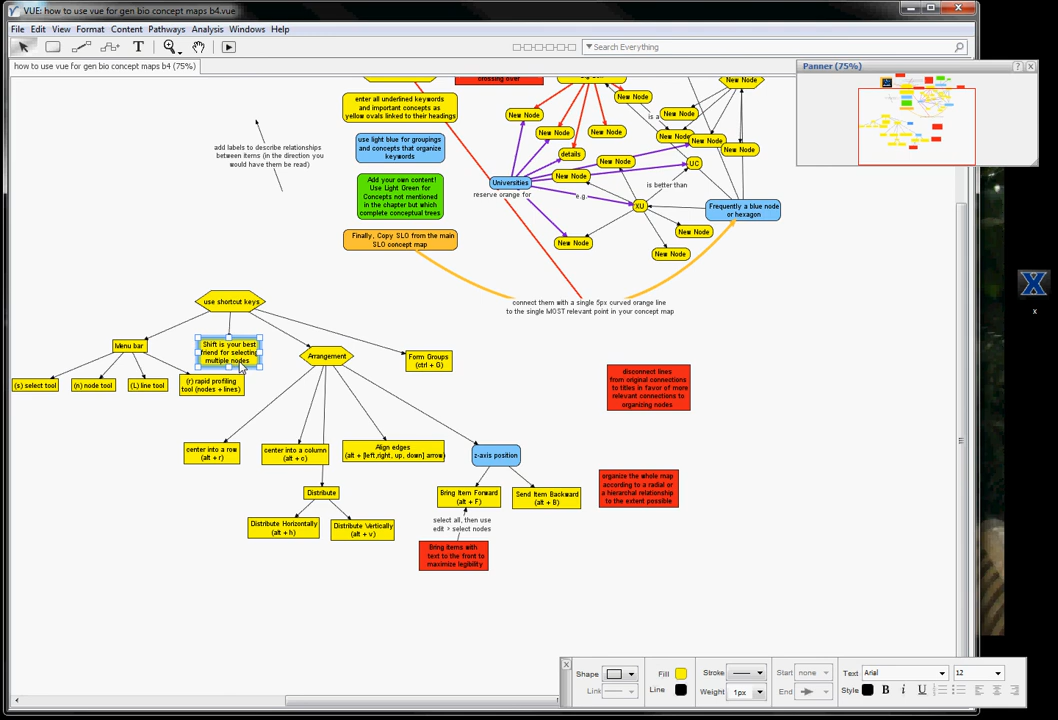 VUE: how to use vue for gen bio concept maps b4.vue
File Edit View Format Content Pathways Analysis Windows Help
T
Search Everything
how to use vue for gen bio concept maps b4 (75%)
Panner (75%)
crossing over
New Node
enter all underlined keywords
and important concepts as
yellow ovals linked to their headings
New Node
New Node
is a
New Node
New Node
New Node
New Node
New Node
use light blue for groupings
and concepts that organize
keywords
add labels to describe relationships
between items (in the direction you
would have them be read)
details
New Node
New Node
UC
New Node
Add your own content!
Use Light Green for
Concepts not mentioned
in the chapter but which
complete conceptual trees
Universities
reserve orange for
e.g.
is better than
XU
Frequently a blue node
or hexagon
Finally, Copy SLO from the main
SLO concept map
New Node
New Node
New Node
connect them with a single 5px curved orange line
to the single MOST relevant point in your concept map
x
use shortcut keys
Menu bar
Shift is your best
friend for selecting
multiple nodes
Arrangement
Form Groups
(ctrl + G)
(s) select tool
(n) node tool
(L) line tool
(r) rapid profiling
tool (nodes + lines)
disconnect lines
from original connections
to titles in favor of more
relevant connections to
organizing nodes
center into a row
(alt + r)
center into a column
(alt + c)
Align edges
(alt + [left,right, up, down] arrow)
z-axis position
Distribute
Bring Item Forward
(alt + F)
Send Item Backward
(alt + B)
organize the whole map
according to a radial or
a hierarchal relationship
to the extent possible
Distribute Horizontally
(alt + h)
Distribute Vertically
(alt + v)
select all, then use
edit > select nodes
Bring items with
text to the front to
maximize legibility
Shape Fill Stroke Start none Text Arial 12
Link Line Weight 1px End Style B i U